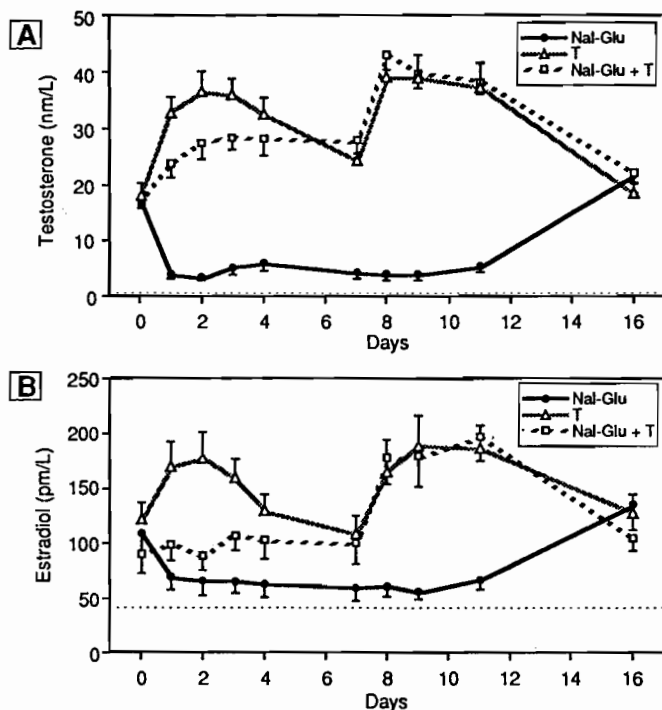 A
50
40
30
20
10
0
Testosterone (nm/L)
Nal-Glu
T
Nal-Glu + T
0 2 4 6 8 10 12 14 16
Days
B
250
200
150
100
50
0
Estradiol (pm/L)
Nal-Glu
T
Nal-Glu + T
0 2 4 6 8 10 12 14 16
Days